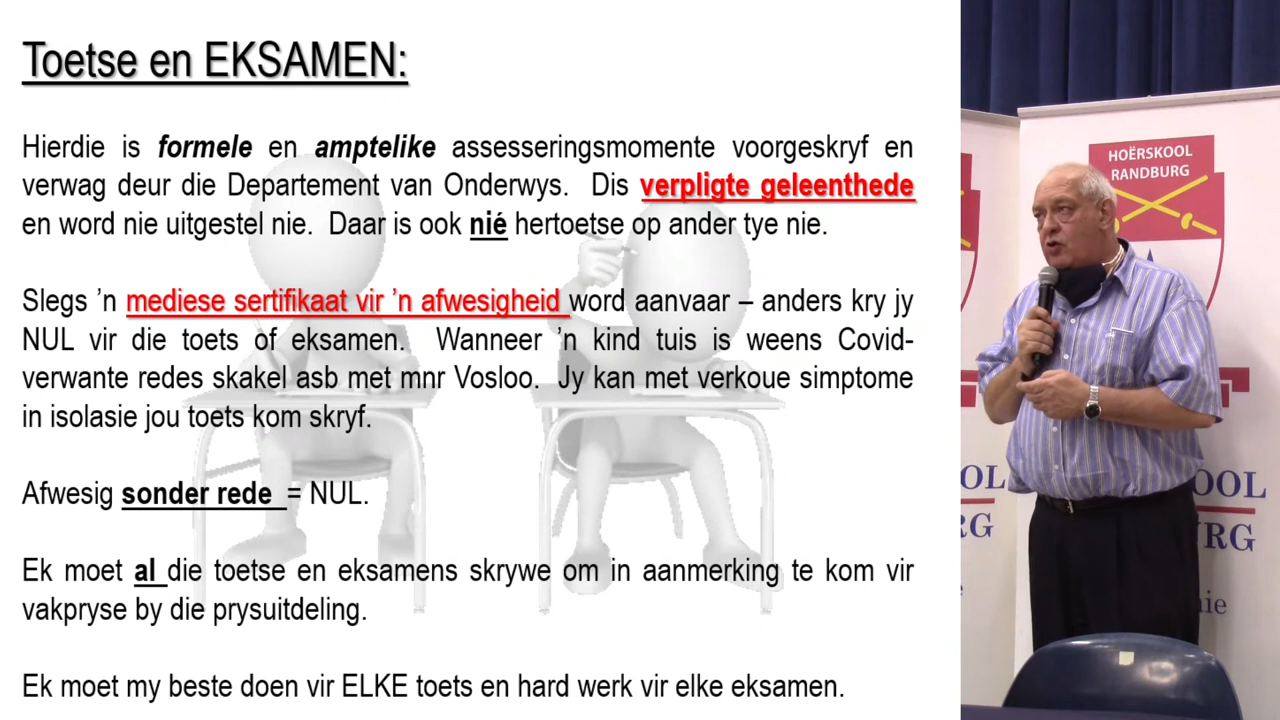 Toetse en EKSAMEN:
Hierdie is formele en amptelike assesseringsmomente voorgeskryf en
verwag deur die Departement van Onderwys. Dis verpligte geleenthede
en word nie uitgestel nie. Daar is ook nié hertoetse op ander tye nie.
Slegs ’n mediese sertifikaat vir ’n afwesigheid word aanvaar – anders kry jy
NUL vir die toets of eksamen. Wanneer ’n kind tuis is weens Covid-
verwante redes skakel asb met mnr Vosloo. Jy kan met verkoue simptome
in isolasie jou toets kom skryf.
Afwesig sonder rede = NUL.
Ek moet al die toetse en eksamens skrywe om in aanmerking te kom vir
vakpryse by die prysuitdeling.
Ek moet my beste doen vir ELKE toets en hard werk vir elke eksamen.
HOËRSKOOL
RANDBURG